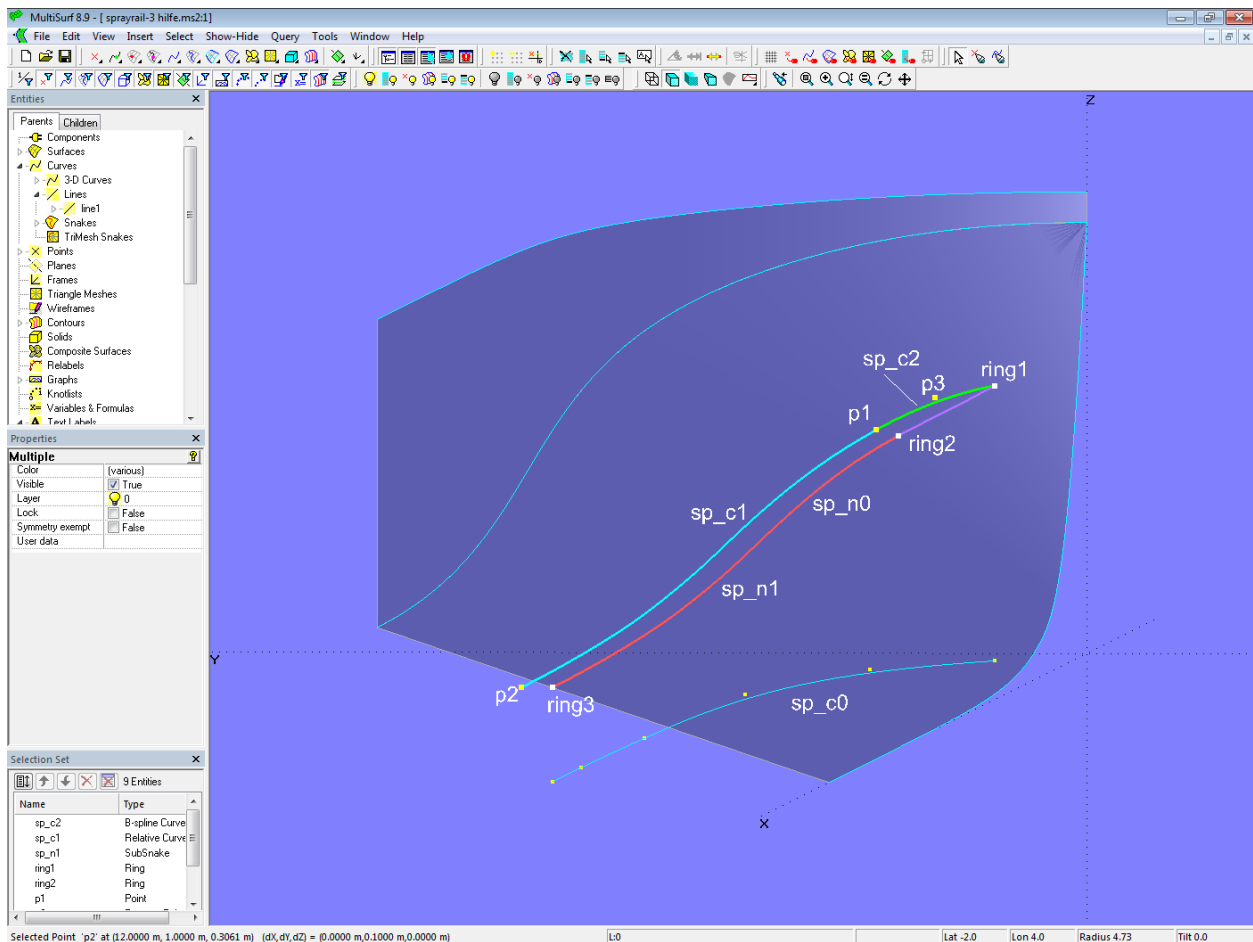 MultiSurf 8.9 - [ sprayrail-3 hilfe.ms2:1]
File Edit View Insert Select Show-Hide Query Tools Window Help
Entities
Parents Children
Components
Surfaces
Curves
3-D Curves
Lines
line1
Snakes
TriMesh Snakes
Points
Planes
Frames
Triangle Meshes
Wireframes
Contours
Solids
Composite Surfaces
Relabels
Graphs
Knotlists
Variables & Formulas
Text Labels
Properties
Multiple
Color (various)
Visible True
Layer 0
Lock False
Symmetry exempt False
User data
Selection Set
9 Entities
Name Type
sp_c2 B-spline Curve
sp_c1 Relative Curve
sp_n1 SubSnake
ring1 Ring
ring2 Ring
p1 Point
Z
sp_c2
p3
ring1
p1
ring2
sp_c1
sp_n0
sp_n1
Y
p2
ring3
sp_c0
X
Selected Point 'p2' at (12.0000 m, 1.0000 m, 0.3061 m) (dX,dY,dZ) = (0.0000 m,0.1000 m,0.0000 m) L:0 Lat -2.0 Lon 4.0 Radius 4.73 Tilt 0.0